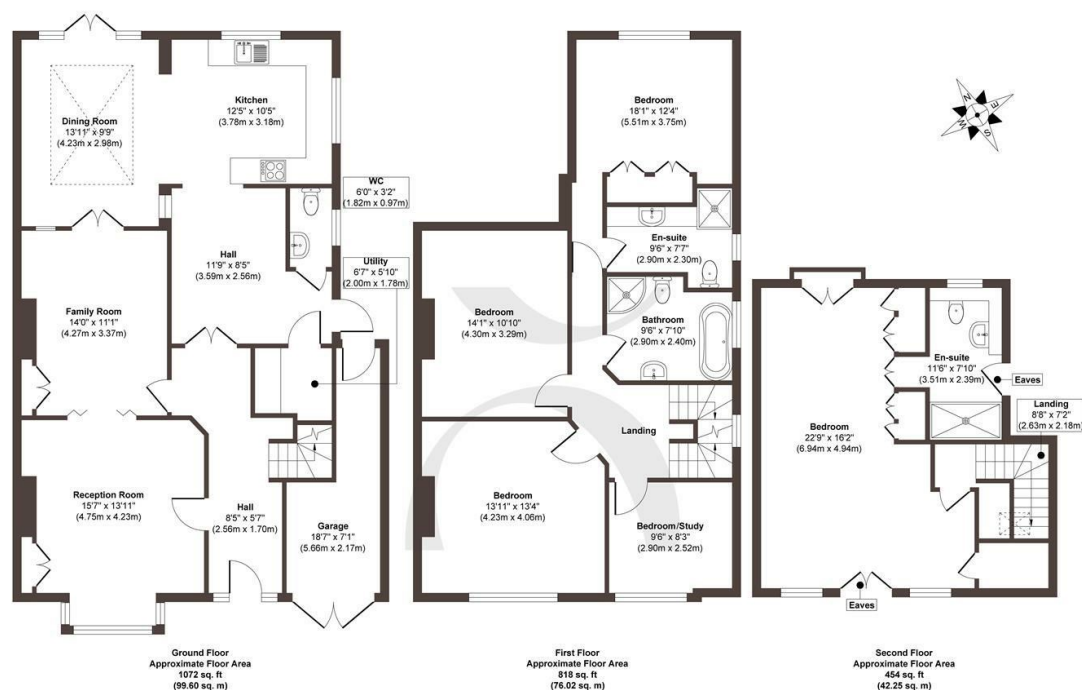 Dining Room
13'11" x 9'9"
(4.23m x 2.98m)
Kitchen
12'5" x 10'5"
(3.78m x 3.18m)
WC
6'0" x 3'2"
(1.82m x 0.97m)
Hall
11'9" x 8'5"
(3.59m x 2.56m)
Utility
6'7" x 5'10"
(2.00m x 1.78m)
Family Room
14'0" x 11'1"
(4.27m x 3.37m)
Reception Room
15'7" x 13'11"
(4.75m x 4.23m)
Hall
8'5" x 5'7"
(2.56m x 1.70m)
Garage
18'7" x 7'1"
(5.66m x 2.17m)
Ground Floor
Approximate Floor Area
1072 sq. ft
(99.60 sq. m)
Bedroom
18'1" x 12'4"
(5.51m x 3.75m)
En-suite
9'6" x 7'7"
(2.90m x 2.30m)
Bedroom
14'1" x 10'10"
(4.30m x 3.29m)
Bathroom
9'6" x 7'10"
(2.90m x 2.40m)
Landing
Bedroom
13'11" x 13'4"
(4.23m x 4.06m)
Bedroom/Study
9'6" x 8'3"
(2.90m x 2.52m)
First Floor
Approximate Floor Area
818 sq. ft
(76.02 sq. m)
N
E
S
W
En-suite
11'6" x 7'10"
(3.51m x 2.39m)
Eaves
Landing
8'8" x 7'2"
(2.63m x 2.18m)
Bedroom
22'9" x 16'2"
(6.94m x 4.94m)
Eaves
Second Floor
Approximate Floor Area
454 sq. ft
(42.25 sq. m)